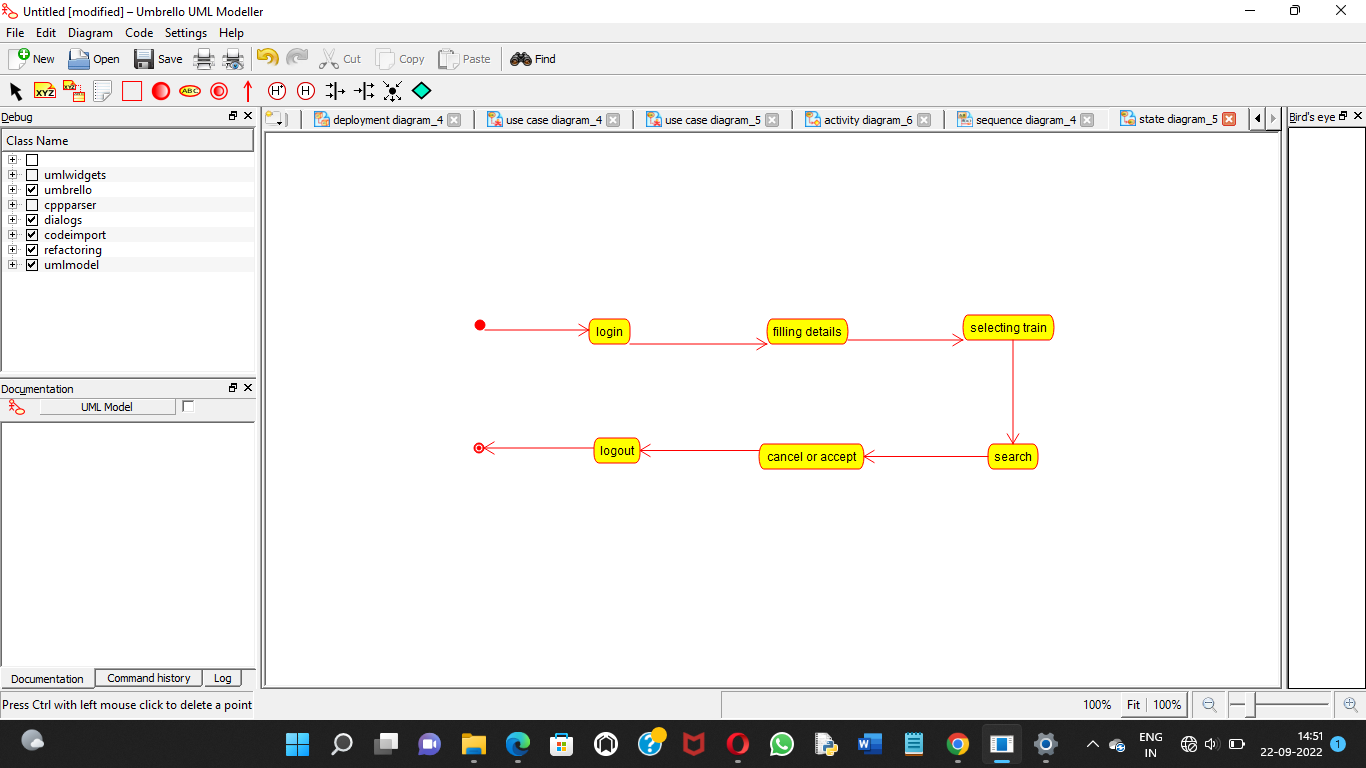 Untitled [modified] – Umbrello UML Modeller
File Edit Diagram Code Settings Help
New Open Save Cut Copy Paste Find
XYZ XYZ ABC H* H
Debug
deployment diagram_4 use case diagram_4 use case diagram_5 activity diagram_6 sequence diagram_4 state diagram_5
Bird's eye
Class Name
umlwidgets
umbrello
cppparser
dialogs
codeimport
refactoring
umlmodel
login filling details selecting train
Documentation
UML Model
logout cancel or accept search
Documentation Command history Log
Press Ctrl with left mouse click to delete a point
100% Fit 100%
ENG
IN
14:51
22-09-2022
1